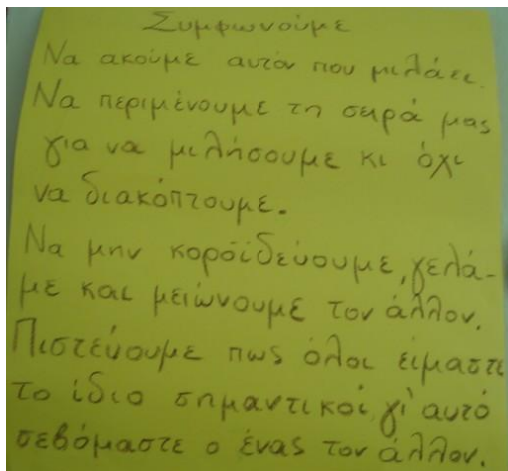 Συμφωνούμε
Να ακούμε αυτόν που μιλάει.
Να περιμένουμε τη σειρά μας
για να μιλήσουμε κι όχι
να διακόπτουμε.
Να μην κοροϊδεύουμε, γελά-
με και μειώνουμε τον άλλον.
Πιστεύουμε πως όλοι είμαστε
το ίδιο σημαντικοί, γι' αυτό
σεβόμαστε ο ένας τον άλλον.